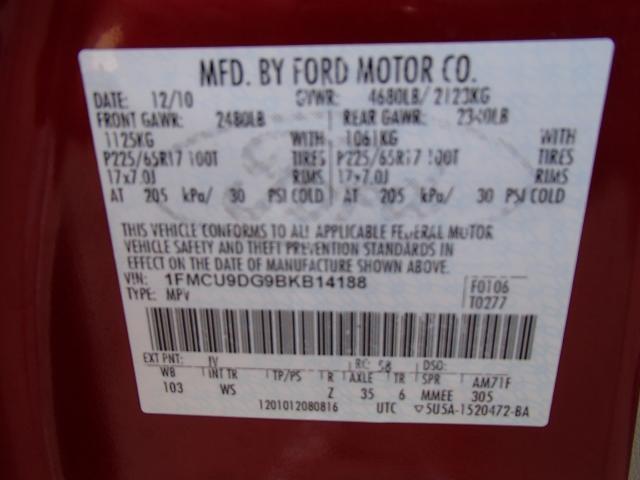 MFD. BY FORD MOTOR CO.
DATE: 12/10 GVWR: 4680LB/ 2123KG
FRONT GAWR: 2480LB REAR GAWR: 2340LB
1125KG WITH 1061KG WITH
P225/65R17 100T TIRES P225/65R17 100T TIRES
17x7.0J RIMS 17x7.0J RIMS
AT 205 kPa/ 30 PSI COLD AT 205 kPa/ 30 PSI COLD
THIS VEHICLE CONFORMS TO ALL APPLICABLE FEDERAL MOTOR
VEHICLE SAFETY AND THEFT PREVENTION STANDARDS IN
EFFECT ON THE DATE OF MANUFACTURE SHOWN ABOVE.
VIN: 1FMCU9DG9BKB14188 F0106
TYPE: MPV T0277
EXT PNT: JV RC: 58 DSO:
WB INT TR TP/PS R AXLE TR SPR AM71F
103 WS Z 35 6 MMEE 305
1201012080816 UTC ▽5U5A-1520472-BA